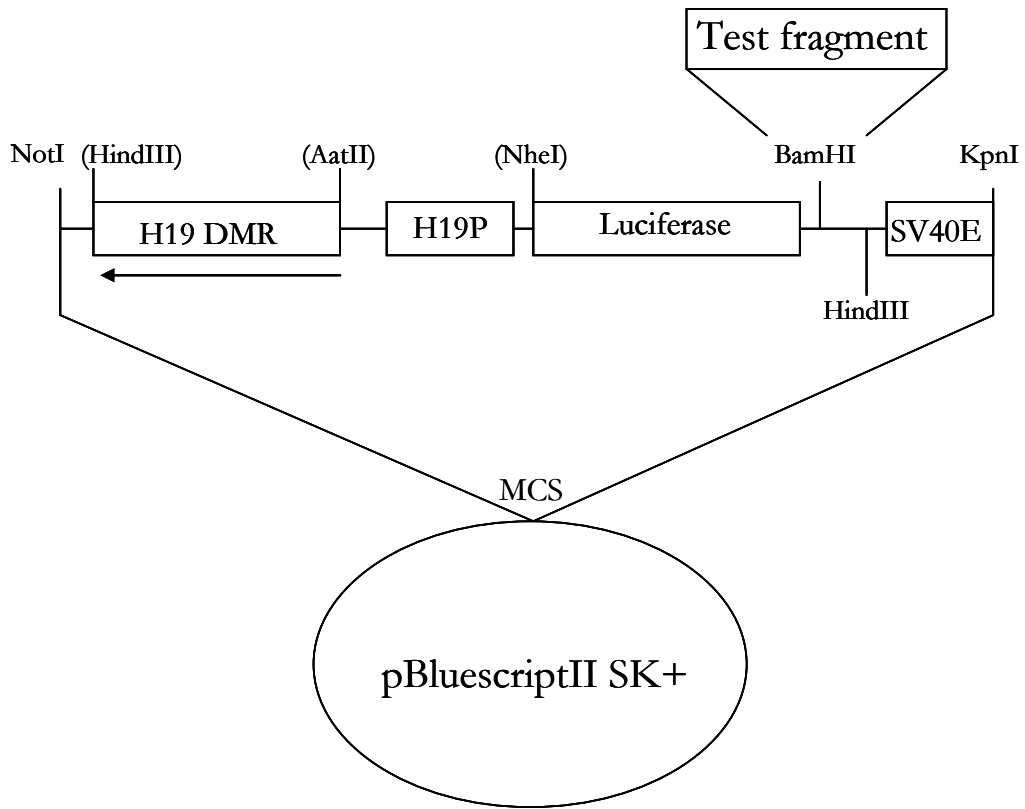 Test fragment
NotI (HindIII) (AatII) (NheI) BamHI KpnI
H19 DMR H19P Luciferase SV40E
HindIII
MCS
pBluescriptII SK+